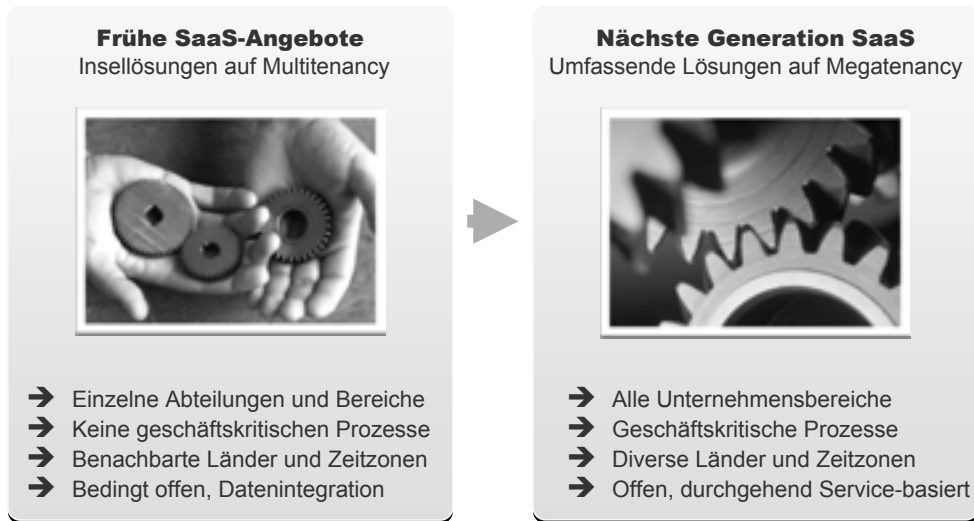 Frühe SaaS-Angebote
Insellösungen auf Multitenancy
Einzelne Abteilungen und Bereiche
Keine geschäftskritischen Prozesse
Benachbarte Länder und Zeitzonen
Bedingt offen, Datenintegration
Nächste Generation SaaS
Umfassende Lösungen auf Megatenancy
Alle Unternehmensbereiche
Geschäftskritische Prozesse
Diverse Länder und Zeitzonen
Offen, durchgehend Service-basiert